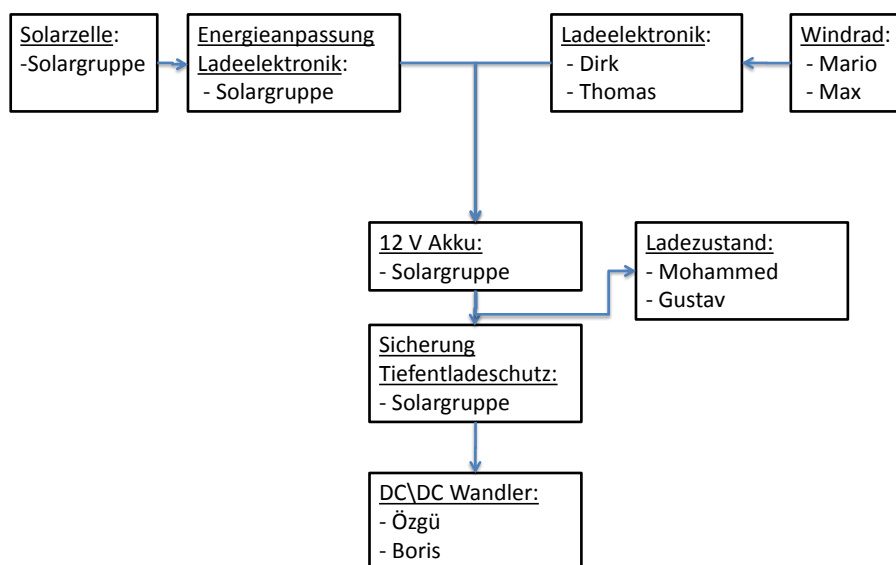 Solarzelle:
-Solargruppe
Energieanpassung
Ladeelektronik:
- Solargruppe
Ladeelektronik:
- Dirk
- Thomas
Windrad:
- Mario
- Max
12 V Akku:
- Solargruppe
Ladezustand:
- Mohammed
- Gustav
Sicherung
Tiefentladeschutz:
- Solargruppe
DC\DC Wandler:
- Özgü
- Boris